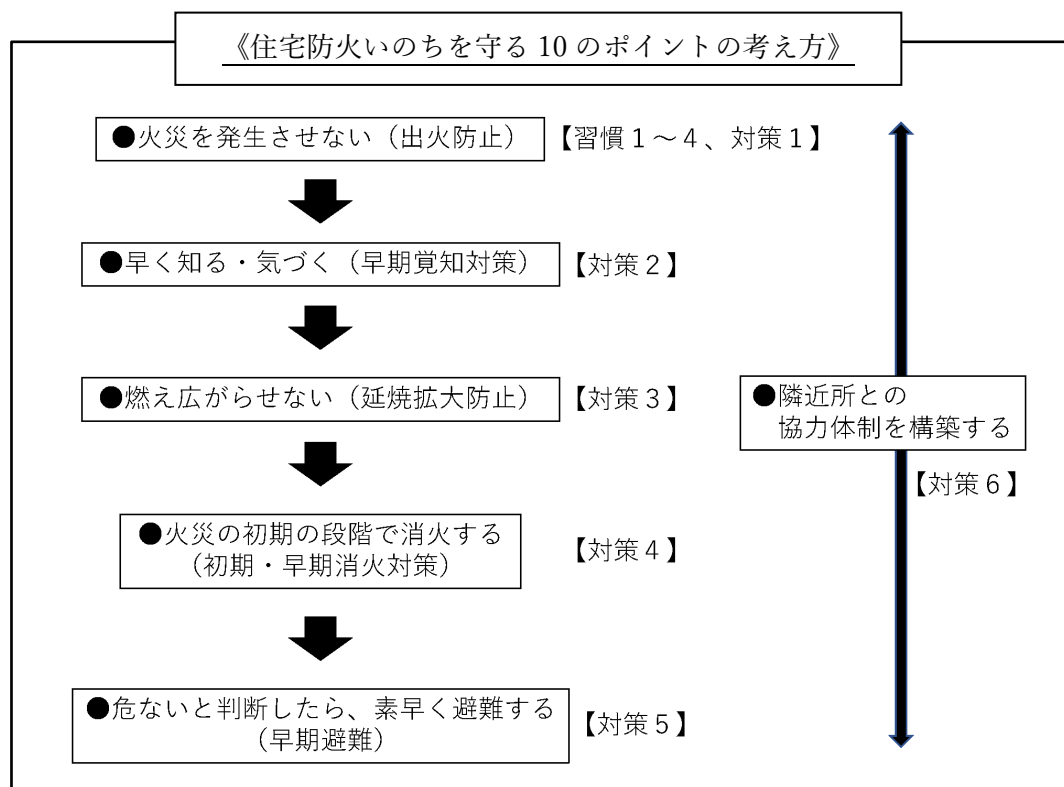 《住宅防火いのちを守る 10 のポイントの考え方》
●火災を発生させない(出火防止)
【習慣1~4、対策1】
●早く知る・気づく(早期覚知対策)
【対策2】
●燃え広がらせない(延焼拡大防止)
【対策3】
●隣近所との
協力体制を構築する
【対策6】
●火災の初期の段階で消火する
(初期・早期消火対策)
【対策4】
●危ないと判断したら、素早く避難する
(早期避難)
【対策5】